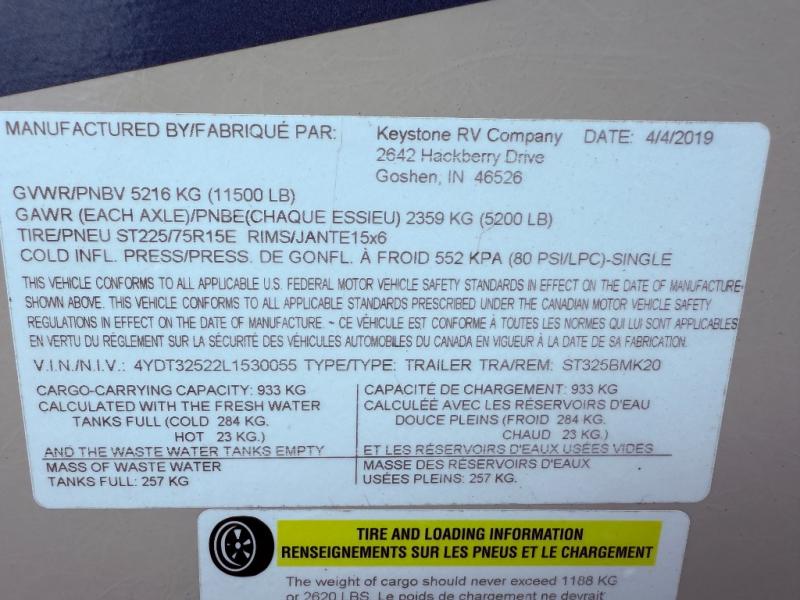 MANUFACTURED BY/FABRIQUÉ PAR: Keystone RV Company DATE: 4/4/2019
2642 Hackberry Drive
Goshen, IN 46526
GVWR/PNBV 5216 KG (11500 LB)
GAWR (EACH AXLE)/PNBE(CHAQUE ESSIEU) 2359 KG (5200 LB)
TIRE/PNEU ST225/75R15E RIMS/JANTE15x6
COLD INFL. PRESS/PRESS. DE GONFL. À FROID 552 KPA (80 PSI/LPC)-SINGLE
THIS VEHICLE CONFORMS TO ALL APPLICABLE U.S. FEDERAL MOTOR VEHICLE SAFETY STANDARDS IN EFFECT ON THE DATE OF MANUFACTURE
SHOWN ABOVE. THIS VEHICLE CONFORMS TO ALL APPLICABLE STANDARDS PRESCRIBED UNDER THE CANADIAN MOTOR VEHICLE SAFETY
REGULATIONS IN EFFECT ON THE DATE OF MANUFACTURE. ~ CE VÉHICULE EST CONFORME À TOUTES LES NORMES QUI LUI SONT APPLICABLES
EN VERTU DU RÈGLEMENT SUR LA SÉCURITÉ DES VÉHICULES AUTOMOBILES DU CANADA EN VIGUEUR À LA DATE DE SA FABRICATION.
V.I.N./N.I.V.: 4YDT32522L1530055 TYPE/TYPE: TRAILER TRA/REM: ST325BMK20
CARGO-CARRYING CAPACITY: 933 KG
CALCULATED WITH THE FRESH WATER
TANKS FULL (COLD 284 KG
HOT 23 KG.)
AND THE WASTE WATER TANKS EMPTY
MASS OF WASTE WATER
TANKS FULL: 257 KG
CAPACITÉ DE CHARGEMENT: 933 KG
CALCULÉE AVEC LES RÉSERVOIRS D'EAU
DOUCE PLEINS (FROID 284 KG
CHAUD 23 KG.)
ET LES RÉSERVOIRS D'EAUX USÉES VIDES
MASSE DES RÉSERVOIRS D'EAUX
USÉES PLEINS: 257 KG.
TIRE AND LOADING INFORMATION
RENSEIGNEMENTS SUR LES PNEUS ET LE CHARGEMENT
The weight of cargo should never exceed 1188 KG
or 2620 LBS. Le poids de chargement ne devrait